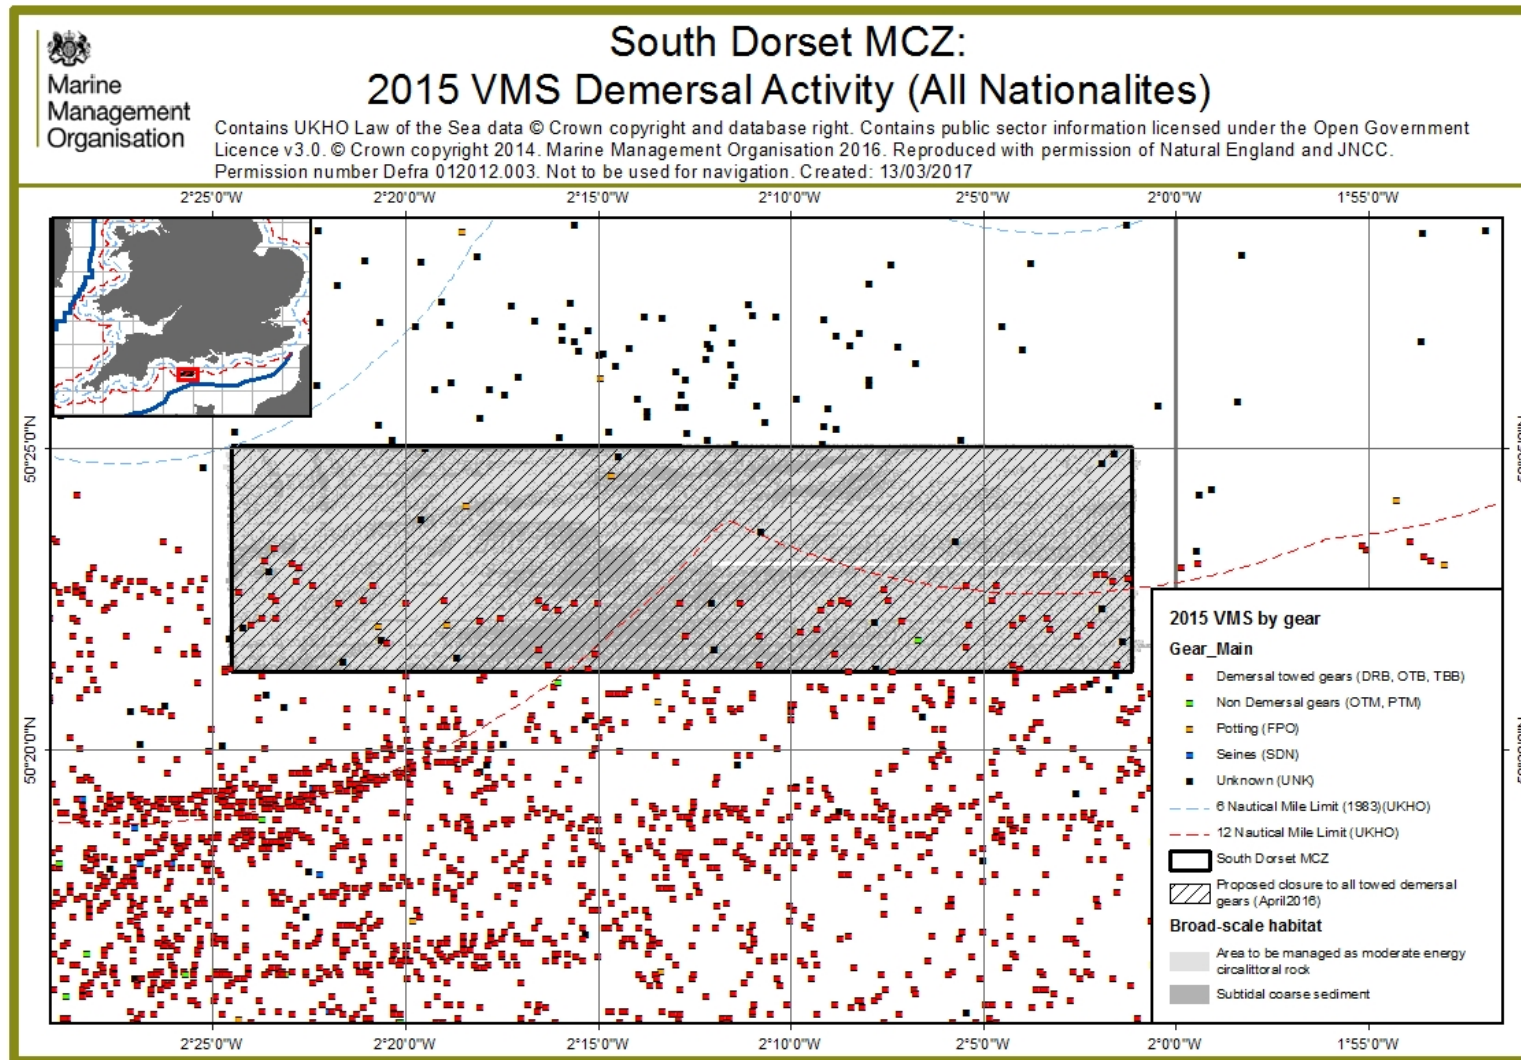 South Dorset MCZ:
2015 VMS Demersal Activity (All Nationalites)
Marine
Management
Organisation
Contains UKHO Law of the Sea data © Crown copyright and database right. Contains public sector information licensed under the Open Government
Licence v3.0. © Crown copyright 2014. Marine Management Organisation 2016. Reproduced with permission of Natural England and JNCC.
Permission number Defra 012012.003. Not to be used for navigation. Created: 13/03/2017
2°25'0"W 2°20'0"W 2°15'0"W 2°10'0"W 2°5'0"W 2°0'0"W 1°55'0"W
50°25'0"N
50°20'0"N
2015 VMS by gear
Gear_Main
Demersal towed gears (DRB, OTB, TBB)
Non Demersal gears (OTM, PTM)
Potting (FPO)
Seines (SDN)
Unknown (UNK)
6 Nautical Mile Limit (1983)(UKHO)
12 Nautical Mile Limit (UKHO)
South Dorset MCZ
Proposed closure to all towed demersal
gears (April2016)
Broad-scale habitat
Area to be managed as moderate energy
circalittoral rock
Subtidal coarse sediment
2°25'0"W 2°20'0"W 2°15'0"W 2°10'0"W 2°5'0"W 2°0'0"W 1°55'0"W